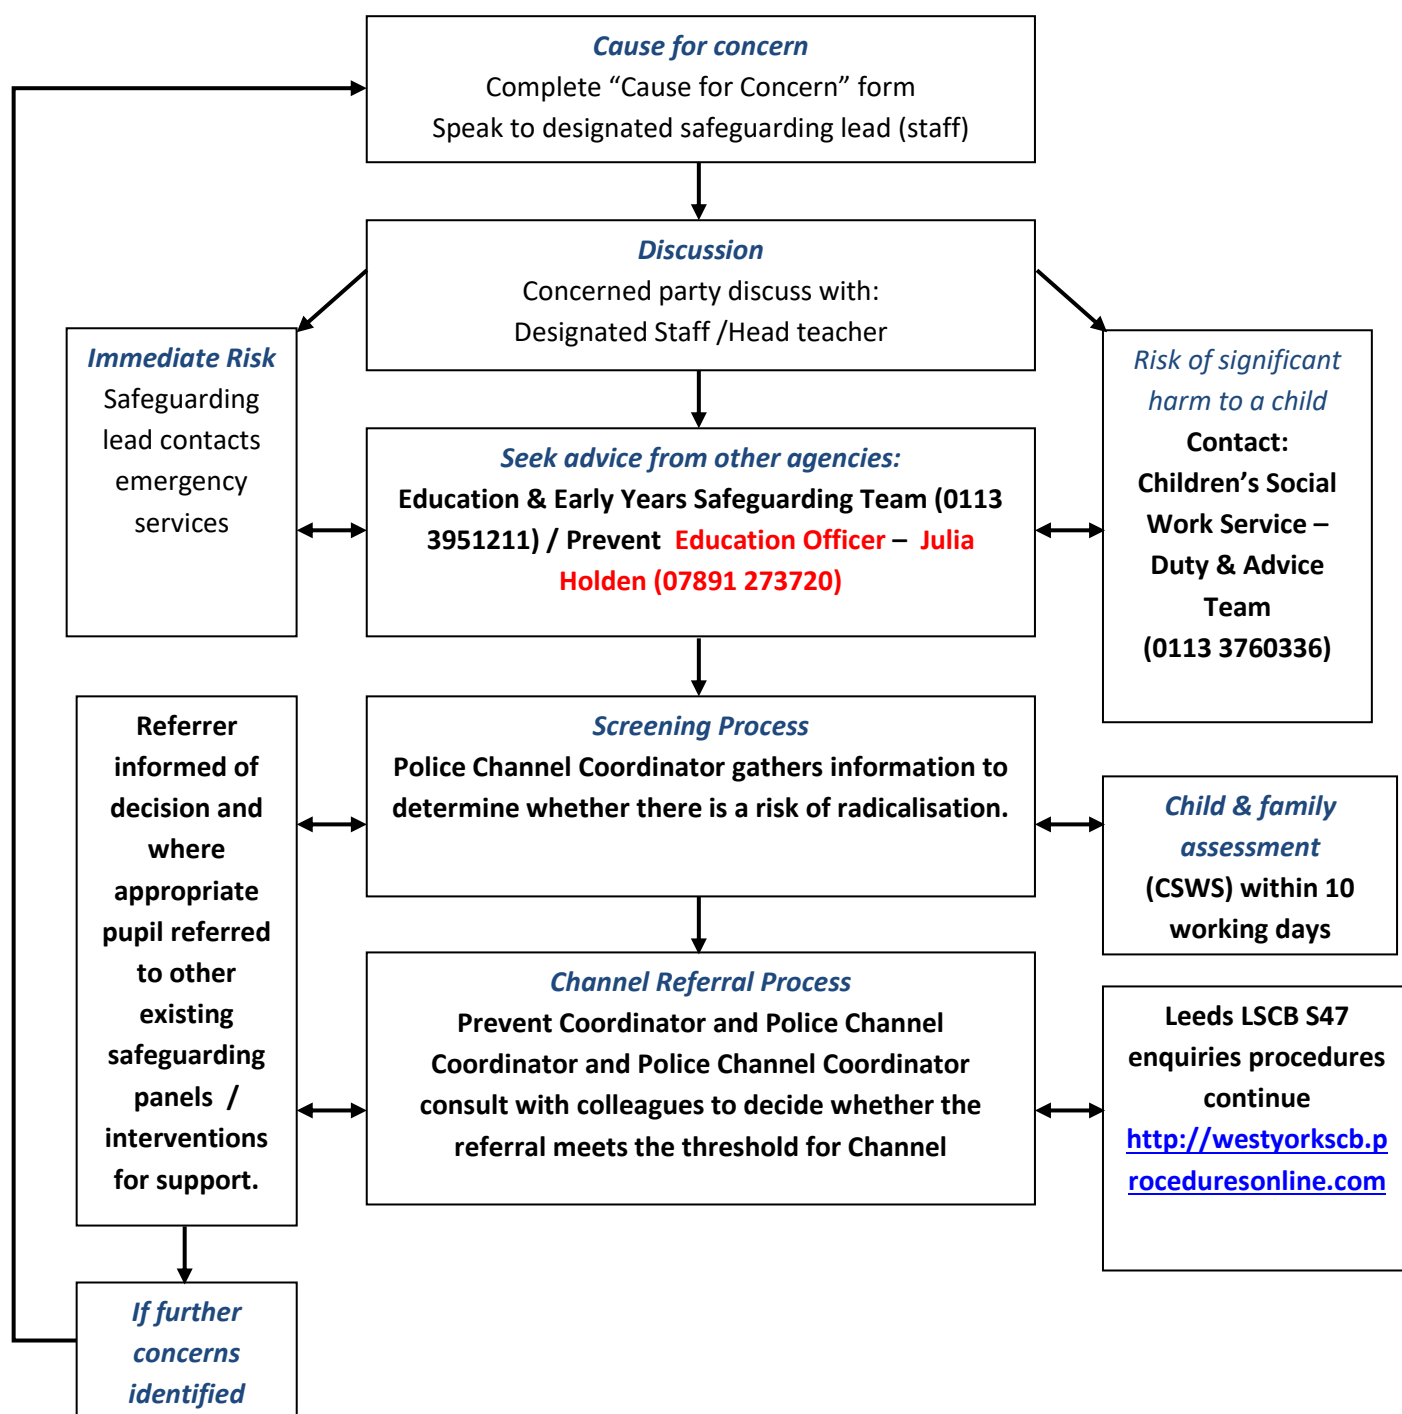 Cause for concern
Complete “Cause for Concern” form
Speak to designated safeguarding lead (staff)
Discussion
Concerned party discuss with:
Designated Staff /Head teacher
Immediate Risk
Safeguarding
lead contacts
emergency
services
Seek advice from other agencies:
Education & Early Years Safeguarding Team (0113
3951211) / Prevent  Education Officer –  Julia
Holden (07891 273720)
Risk of significant
harm to a child
Contact:
Children’s Social
Work Service –
Duty & Advice
Team
(0113 3760336)
Referrer
informed of
decision and
where
appropriate
pupil referred
to other
existing
safeguarding
panels  /
interventions
for support.
Screening Process
Police Channel Coordinator gathers information to
determine whether there is a risk of radicalisation.
Child & family
assessment
(CSWS) within 10
working days
Channel Referral Process
Prevent Coordinator and Police Channel
Coordinator and Police Channel Coordinator
consult with colleagues to decide whether the
referral meets the threshold for Channel
Leeds LSCB S47
enquiries procedures
continue
http://westyorkscb.p
roceduresonline.com
If further
concerns
identified